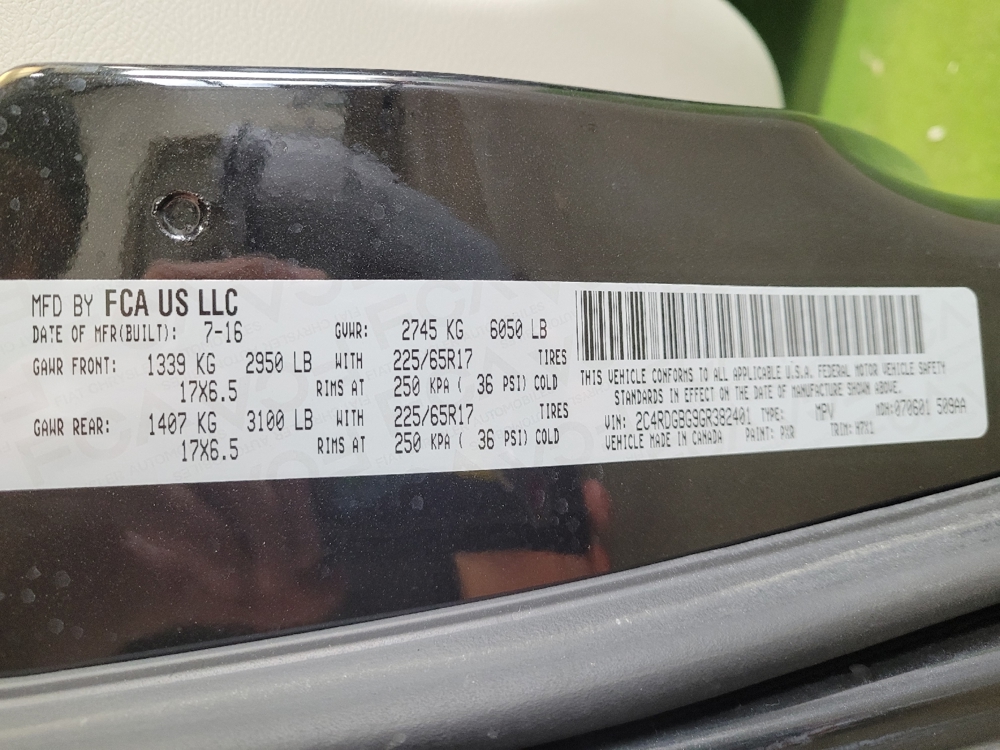 MFD BY FCA US LLC
DATE OF MFR(BUILT): 7-16 GVWR: 2745 KG 6050 LB
GAWR FRONT: 1339 KG 2950 LB WITH 225/65R17 TIRES
17X6.5 RIMS AT 250 KPA ( 36 PSI) COLD
GAWR REAR: 1407 KG 3100 LB WITH 225/65R17 TIRES
17X6.5 RIMS AT 250 KPA ( 36 PSI) COLD
THIS VEHICLE CONFORMS TO ALL APPLICABLE U.S.A. FEDERAL MOTOR VEHICLE SAFETY
STANDARDS IN EFFECT ON THE DATE OF MANUFACTURE SHOWN ABOVE.
VIN: 2C4RDGBG9GR382401 TYPE: MPV MDH:070601 509AA
VEHICLE MADE IN CANADA PAINT: PXR TRIM: H7X1